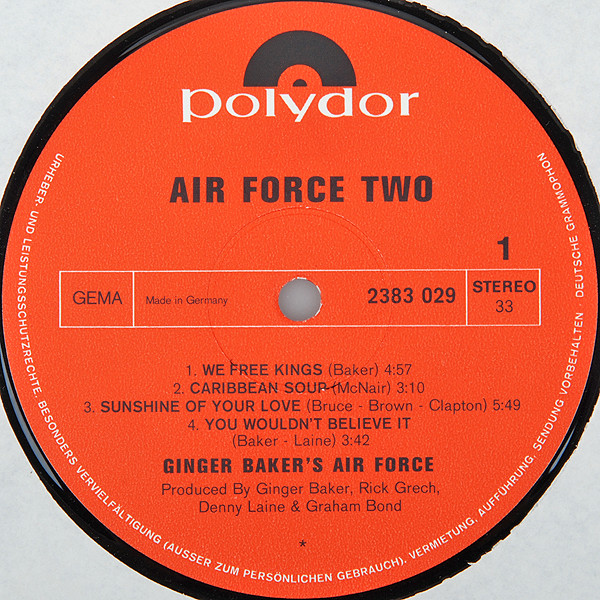 polydor
AIR FORCE TWO
1
GEMA
Made in Germany
2383 029
STEREO
33
1. WE FREE KINGS (Baker) 4:57
2. CARIBBEAN SOUP (McNair) 3:10
3. SUNSHINE OF YOUR LOVE (Bruce - Brown - Clapton) 5:49
4. YOU WOULDN'T BELIEVE IT
(Baker - Laine) 3:42
GINGER BAKER'S AIR FORCE
Produced By Ginger Baker, Rick Grech,
Denny Laine & Graham Bond
*
URHEBER- UND LEISTUNGSSCHUTZRECHTE, BESONDERS VERVIELFÄLTIGUNG (AUSSER ZUM PERSÖNLICHEN GEBRAUCH), VERMIETUNG, AUFFÜHRUNG, SENDUNG VORBEHALTEN · DEUTSCHE GRAMMOPHON